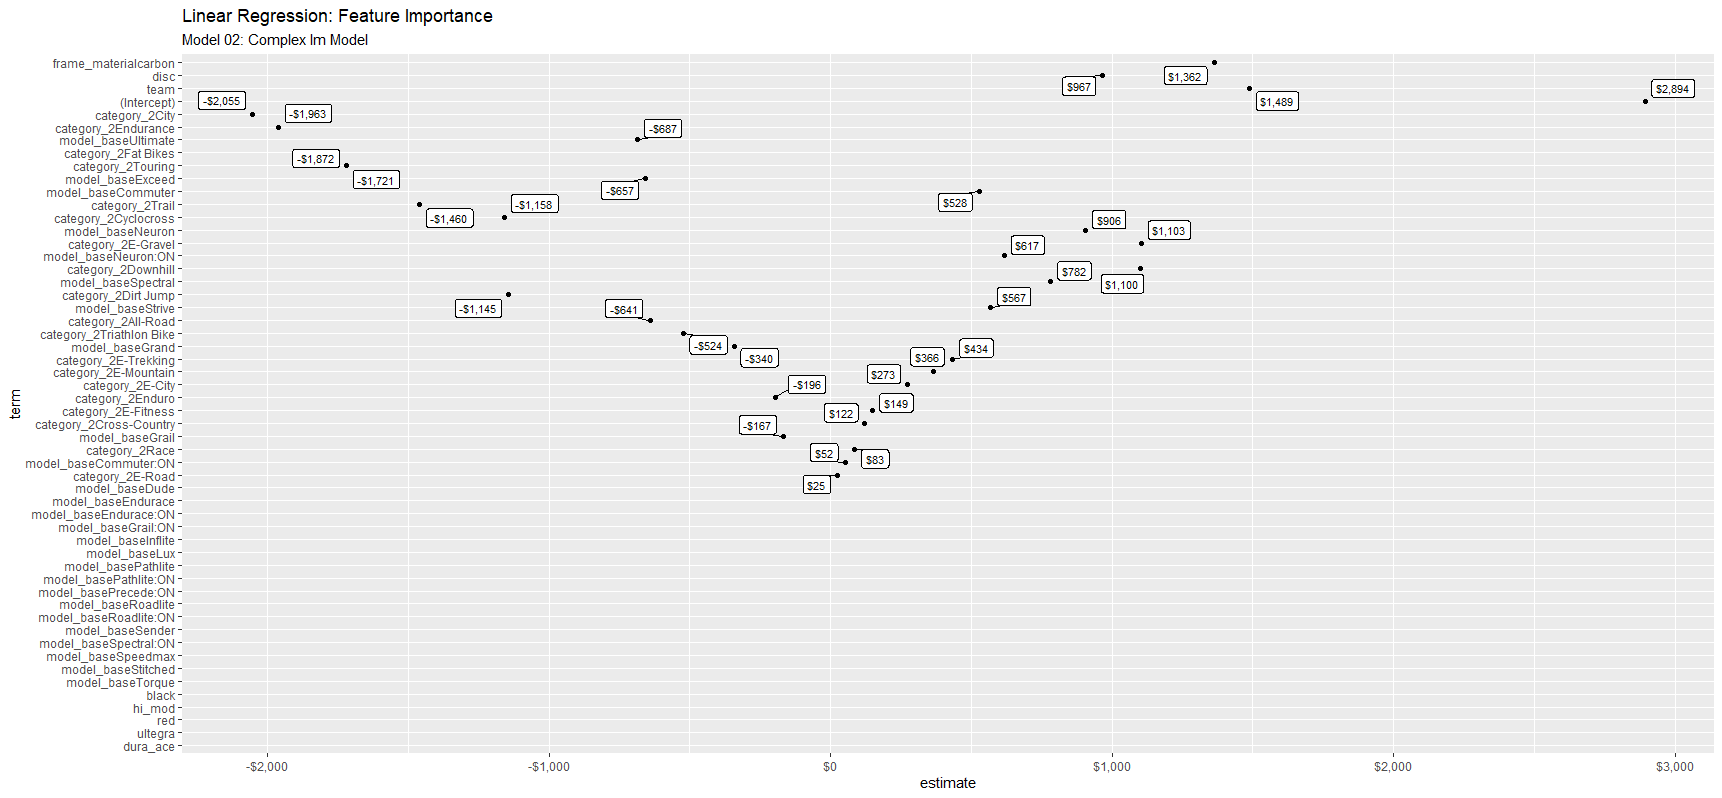 Linear Regression: Feature Importance
Model 02: Complex lm Model
term
frame_materialcarbon
disc
team
(Intercept)
category_2City
category_2Endurance
model_baseUltimate
category_2Fat Bikes
category_2Touring
model_baseExceed
model_baseCommuter
category_2Trail
category_2Cyclocross
model_baseNeuron
category_2E-Gravel
model_baseNeuron:ON
category_2Downhill
model_baseSpectral
category_2Dirt Jump
model_baseStrive
category_2All-Road
category_2Triathlon Bike
model_baseGrand
category_2E-Trekking
category_2E-Mountain
category_2E-City
category_2Enduro
category_2E-Fitness
category_2Cross-Country
model_baseGrail
category_2Race
model_baseCommuter:ON
category_2E-Road
model_baseDude
model_baseEndurace
model_baseEndurace:ON
model_baseGrail:ON
model_baseInflite
model_baseLux
model_basePathlite
model_basePathlite:ON
model_basePrecede:ON
model_baseRoadlite
model_baseRoadlite:ON
model_baseSender
model_baseSpectral:ON
model_baseSpeedmax
model_baseStitched
model_baseTorque
black
hi_mod
red
ultegra
dura_ace
$1,362
$967
$2,894
-$2,055
$1,489
-$1,963
-$687
-$1,872
-$1,721
-$657
$528
-$1,158
-$1,460
$906
$1,103
$617
$782
$1,100
$567
-$1,145
-$641
-$524
$434
-$340
$366
$273
-$196
$149
$122
-$167
$52
$83
$25
-$2,000
-$1,000
$0
$1,000
$2,000
$3,000
estimate